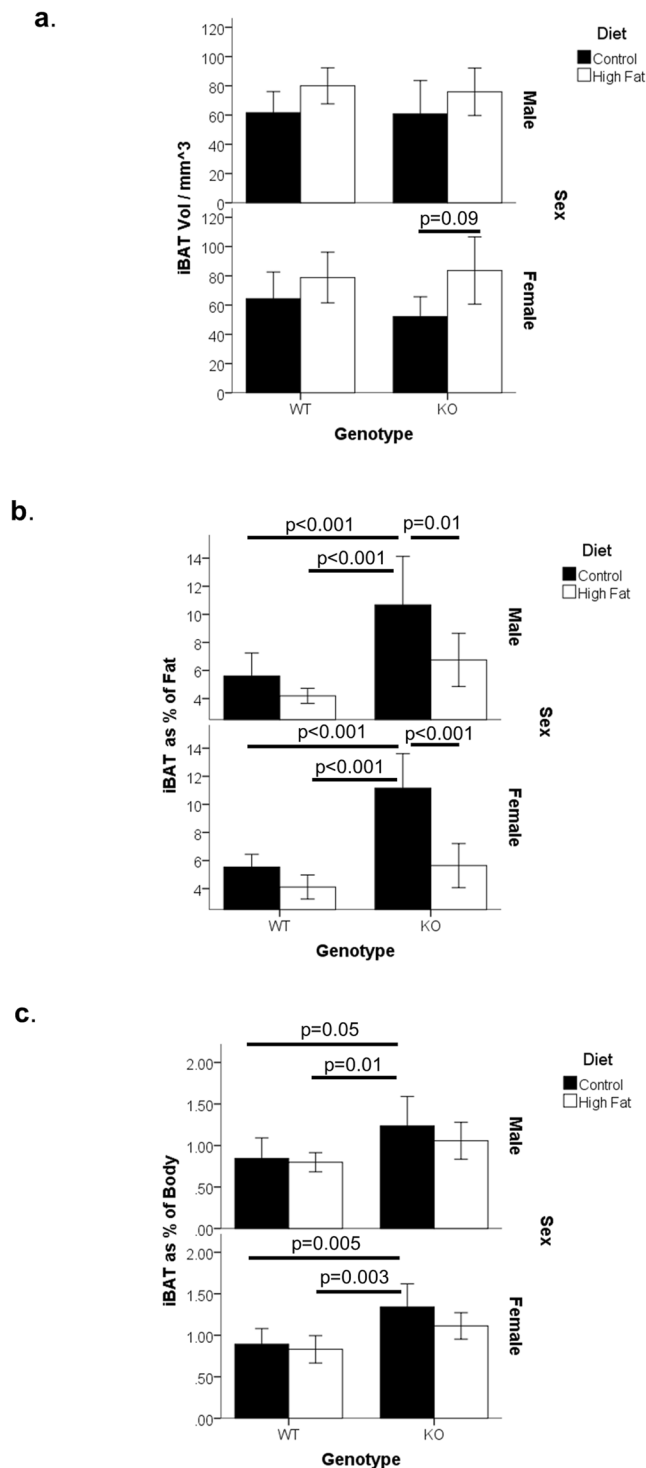 a.
Diet
Control
High Fat
120
100
80
60
40
20
0
Male
p=0.09
120
100
80
60
40
20
0
Female
iBAT Vol / mm^3
Sex
WT KO
Genotype
b.
p<0.001 p=0.01
p<0.001
Diet
Control
High Fat
14
12
10
8
6
4
Male
p<0.001 p<0.001
p<0.001
14
12
10
8
6
4
Female
iBAT as % of Fat
Sex
WT KO
Genotype
c.
p=0.05
p=0.01
Diet
Control
High Fat
2.00
1.50
1.00
.50
.00
Male
p=0.005
p=0.003
2.00
1.50
1.00
.50
.00
Female
iBAT as % of Body
Sex
WT KO
Genotype